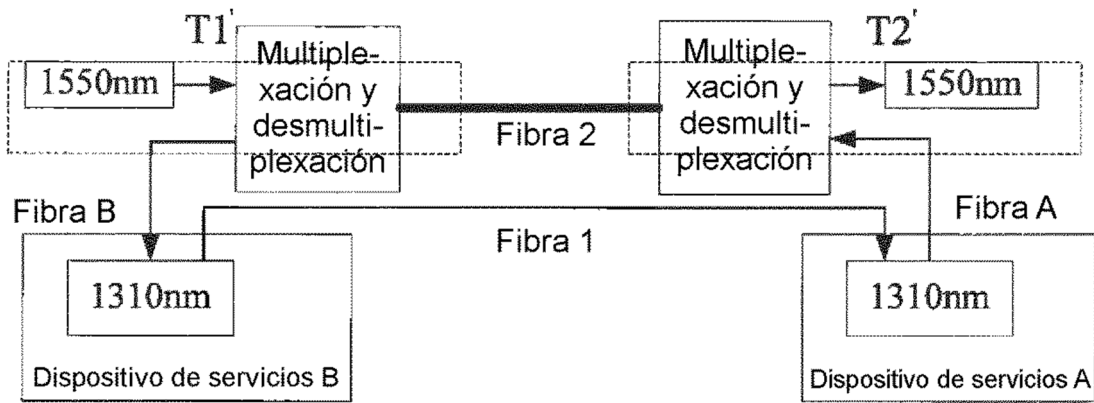 T1'
T2'
1550nm
Multiple-
xación y
desmulti-
plexación
Fibra 2
Multiple-
xación y
desmulti-
plexación
1550nm
Fibra B
Fibra 1
Fibra A
1310nm
Dispositivo de servicios B
1310nm
Dispositivo de servicios A